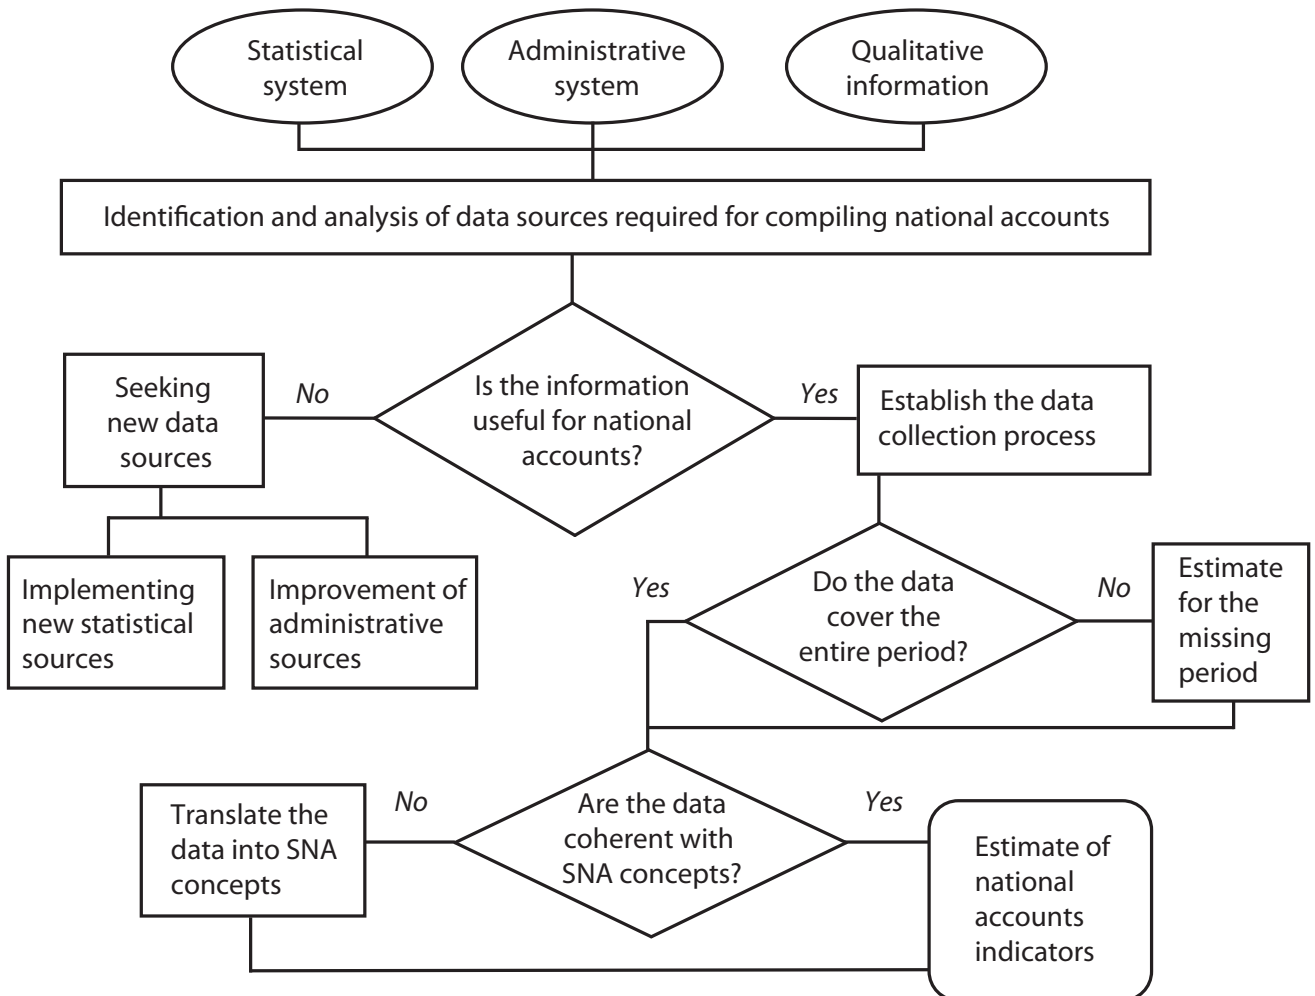 Statistical
system
Administrative
system
Qualitative
information
Identification and analysis of data sources required for compiling national accounts
Seeking
new data
sources
No
Is the information
useful for national
accounts?
Yes
Establish the data
collection process
Implementing
new statistical
sources
Improvement of
administrative
sources
Yes
Do the data
cover the
entire period?
No
Estimate
for the
missing
period
Translate the
data into SNA
concepts
No
Are the data
coherent with
SNA concepts?
Yes
Estimate of
national
accounts
indicators